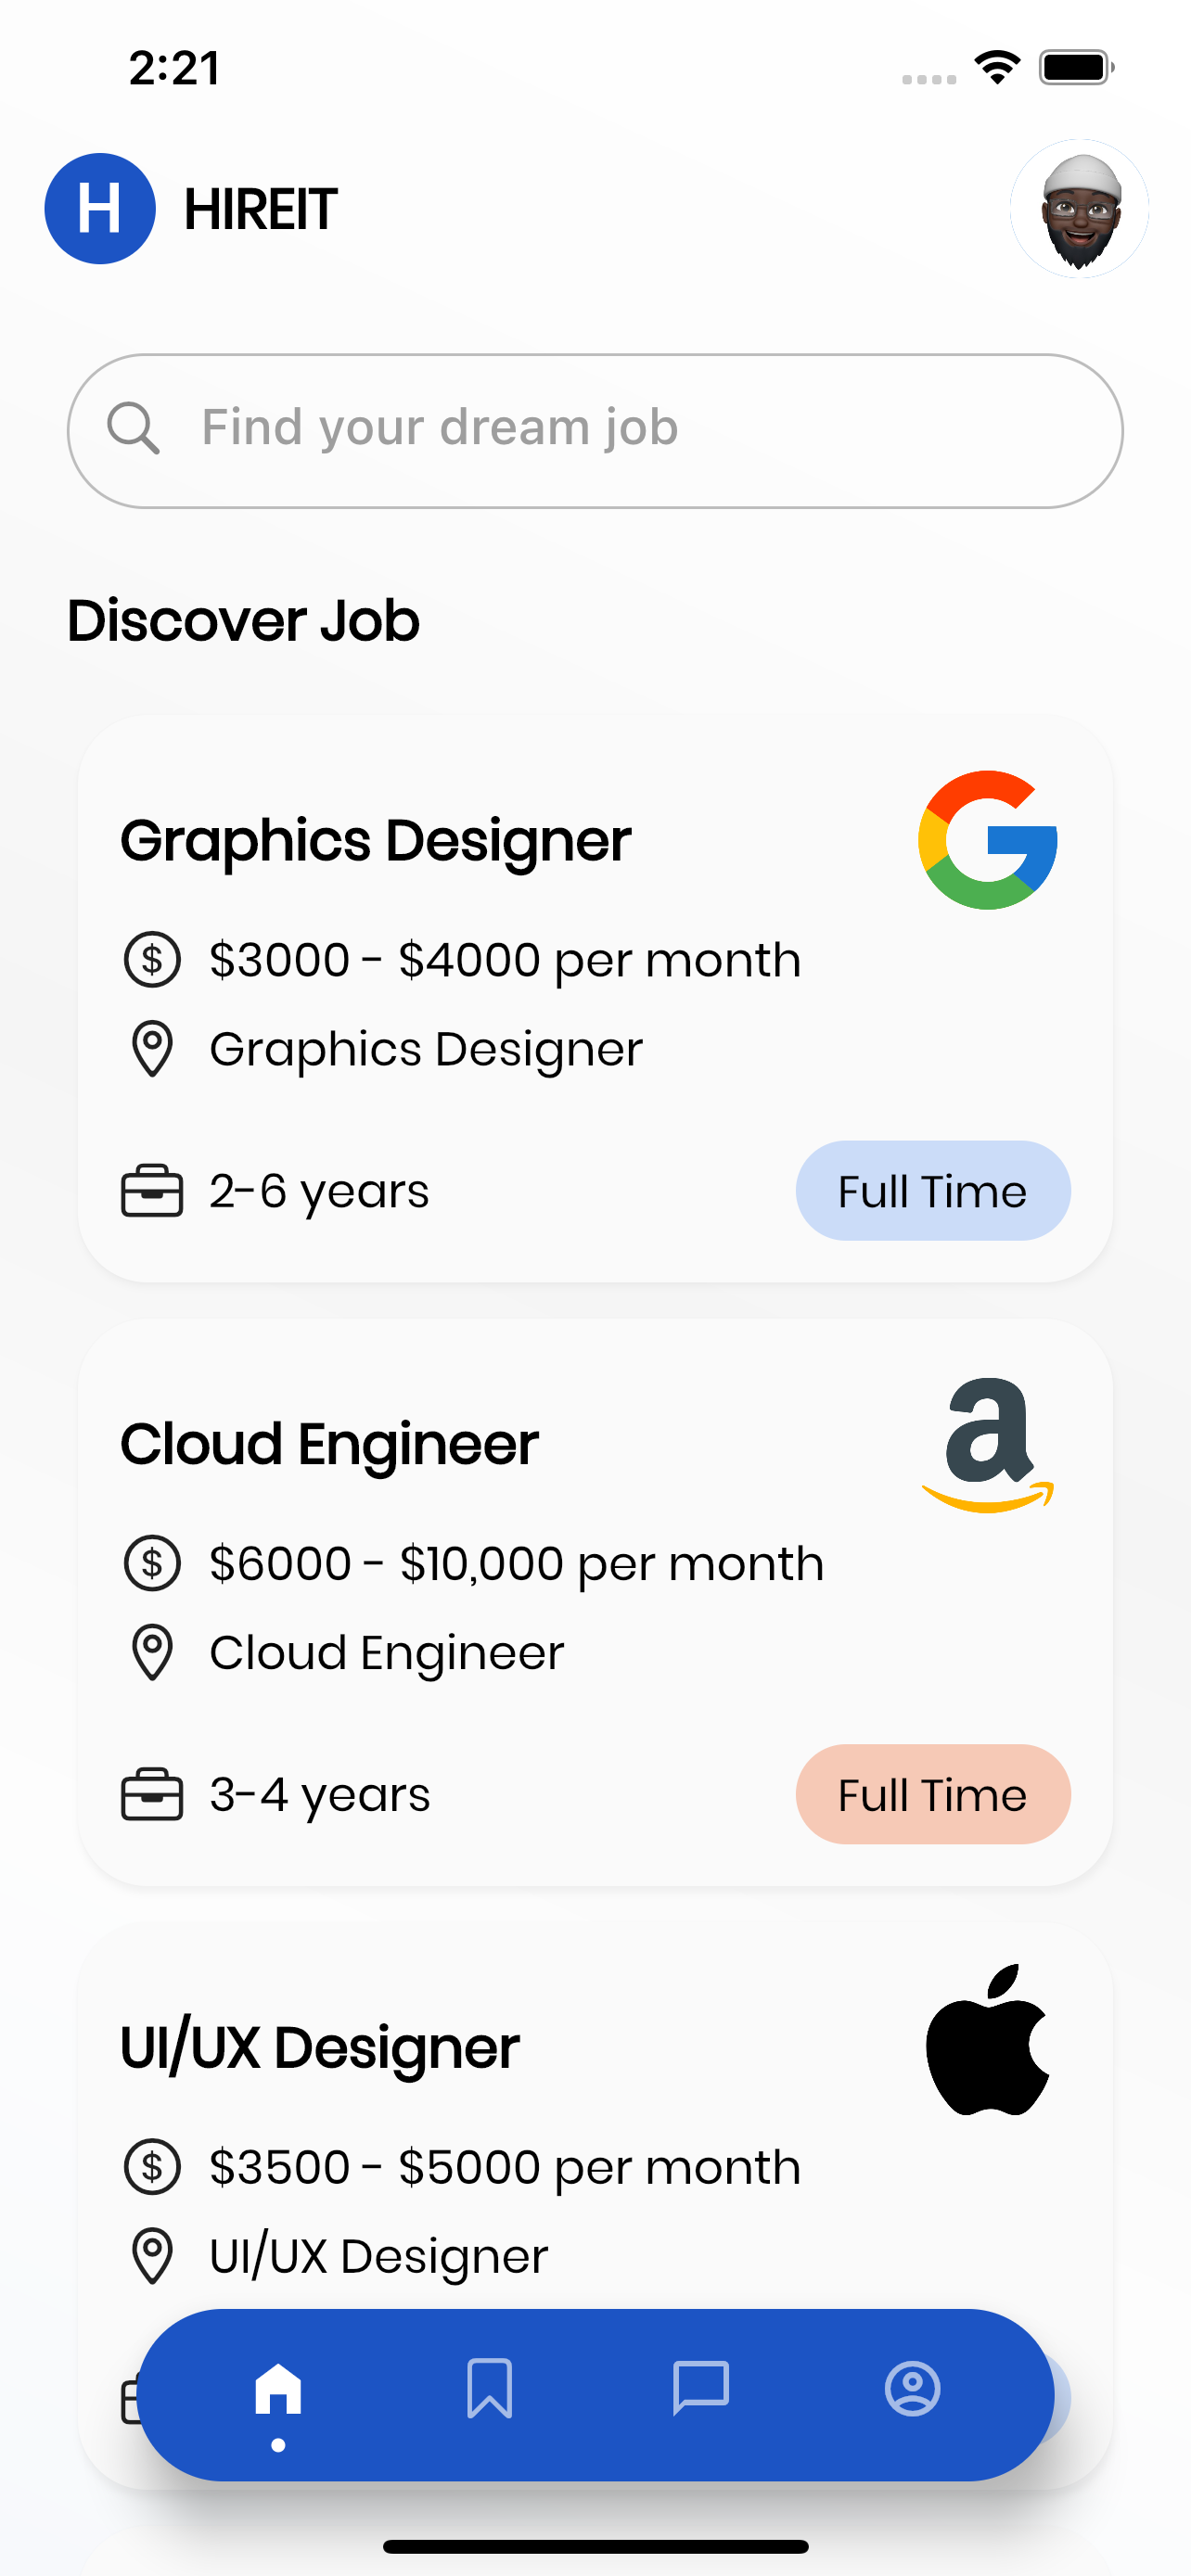 2:21
H HIREIT
Find your dream job
Discover Job
Graphics Designer
$3000 - $4000 per month
Graphics Designer
2-6 years Full Time
Cloud Engineer
$6000 - $10,000 per month
Cloud Engineer
3-4 years Full Time
UI/UX Designer
$3500 - $5000 per month
UI/UX Designer